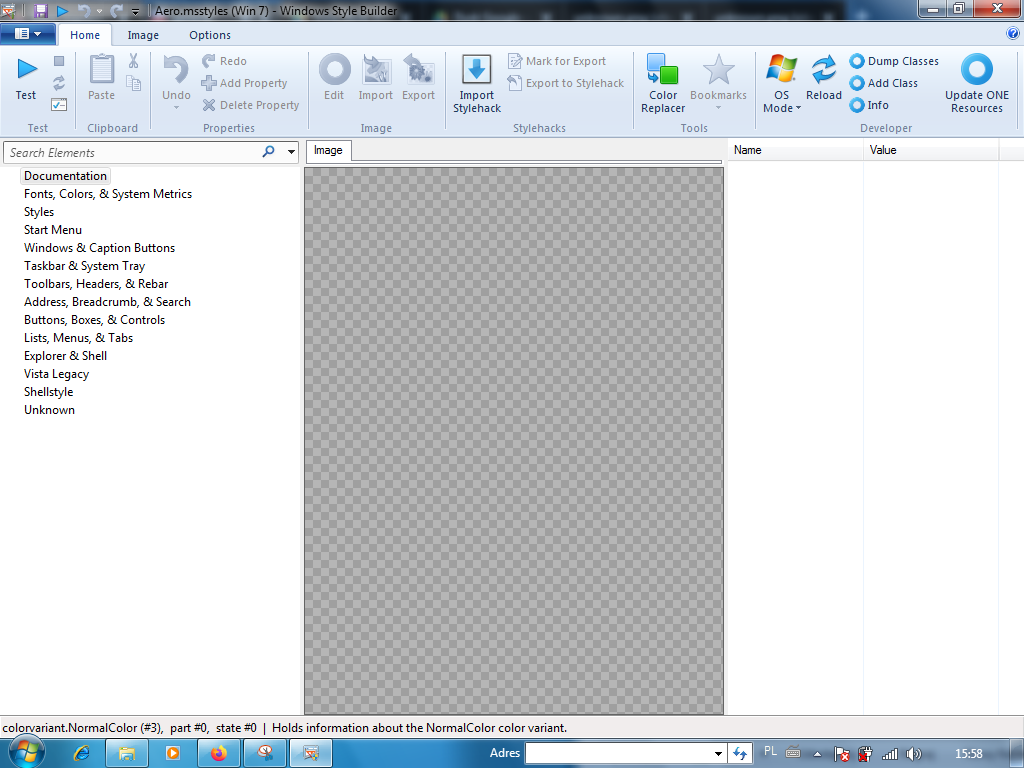 Aero.msstyles (Win 7) - Windows Style Builder
Home Image Options
Test
Paste
Undo
Redo
Add Property
Delete Property
Edit Import Export
Import Stylehack
Mark for Export
Export to Stylehack
Color Replacer
Bookmarks
OS Mode
Reload
Dump Classes
Add Class
Info
Update ONE Resources
Test Clipboard Properties Image Stylehacks Tools Developer
Search Elements
Image
Name Value
Documentation
Fonts, Colors, & System Metrics
Styles
Start Menu
Windows & Caption Buttons
Taskbar & System Tray
Toolbars, Headers, & Rebar
Address, Breadcrumb, & Search
Buttons, Boxes, & Controls
Lists, Menus, & Tabs
Explorer & Shell
Vista Legacy
Shellstyle
Unknown
colorvariant.NormalColor (#3), part #0, state #0 | Holds information about the NormalColor color variant.
Adres PL 15:58